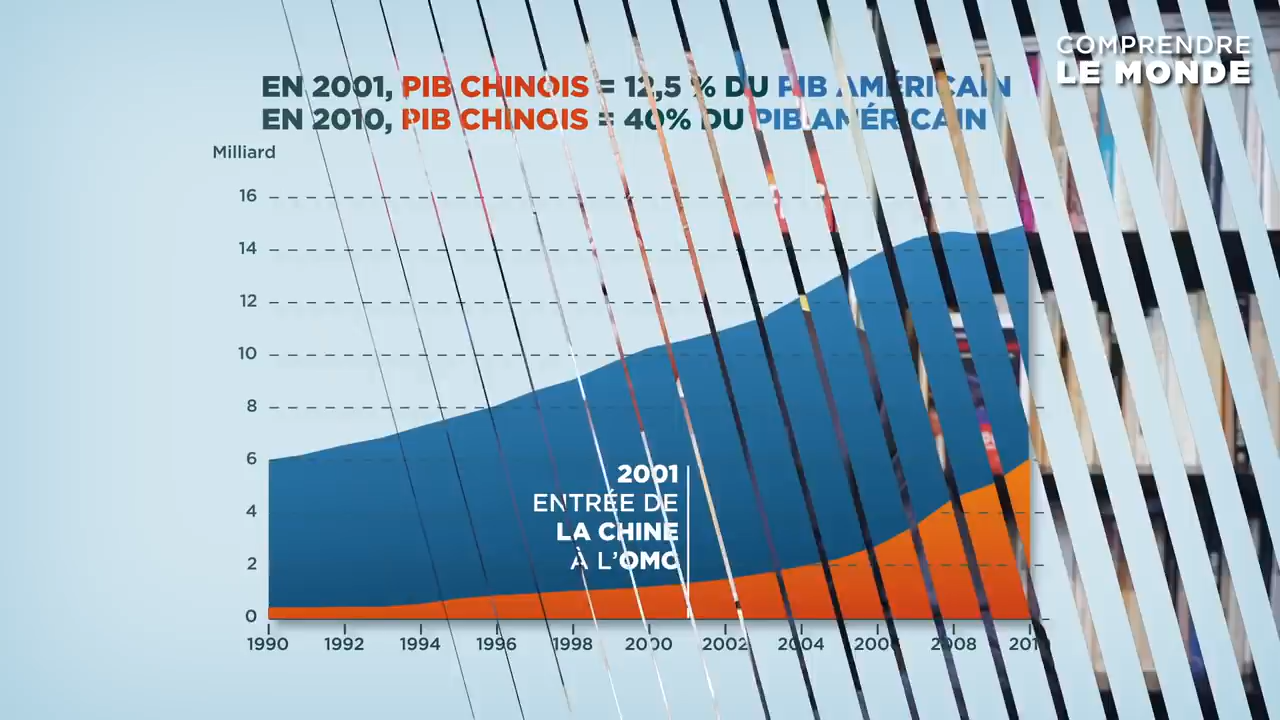 COMPRENDRE
LE MONDE
EN 2001, PIB CHINOIS = 12,5 % DU PIB AMÉRICAIN
EN 2010, PIB CHINOIS = 40% DU PIB AMÉRICAIN
Milliard
16
14
12
10
8
6
4
2
0
2001
ENTRÉE DE
LA CHINE
À L'OMC
1990 1992 1994 1996 1998 2000 2002 2004 2006 2008 2010